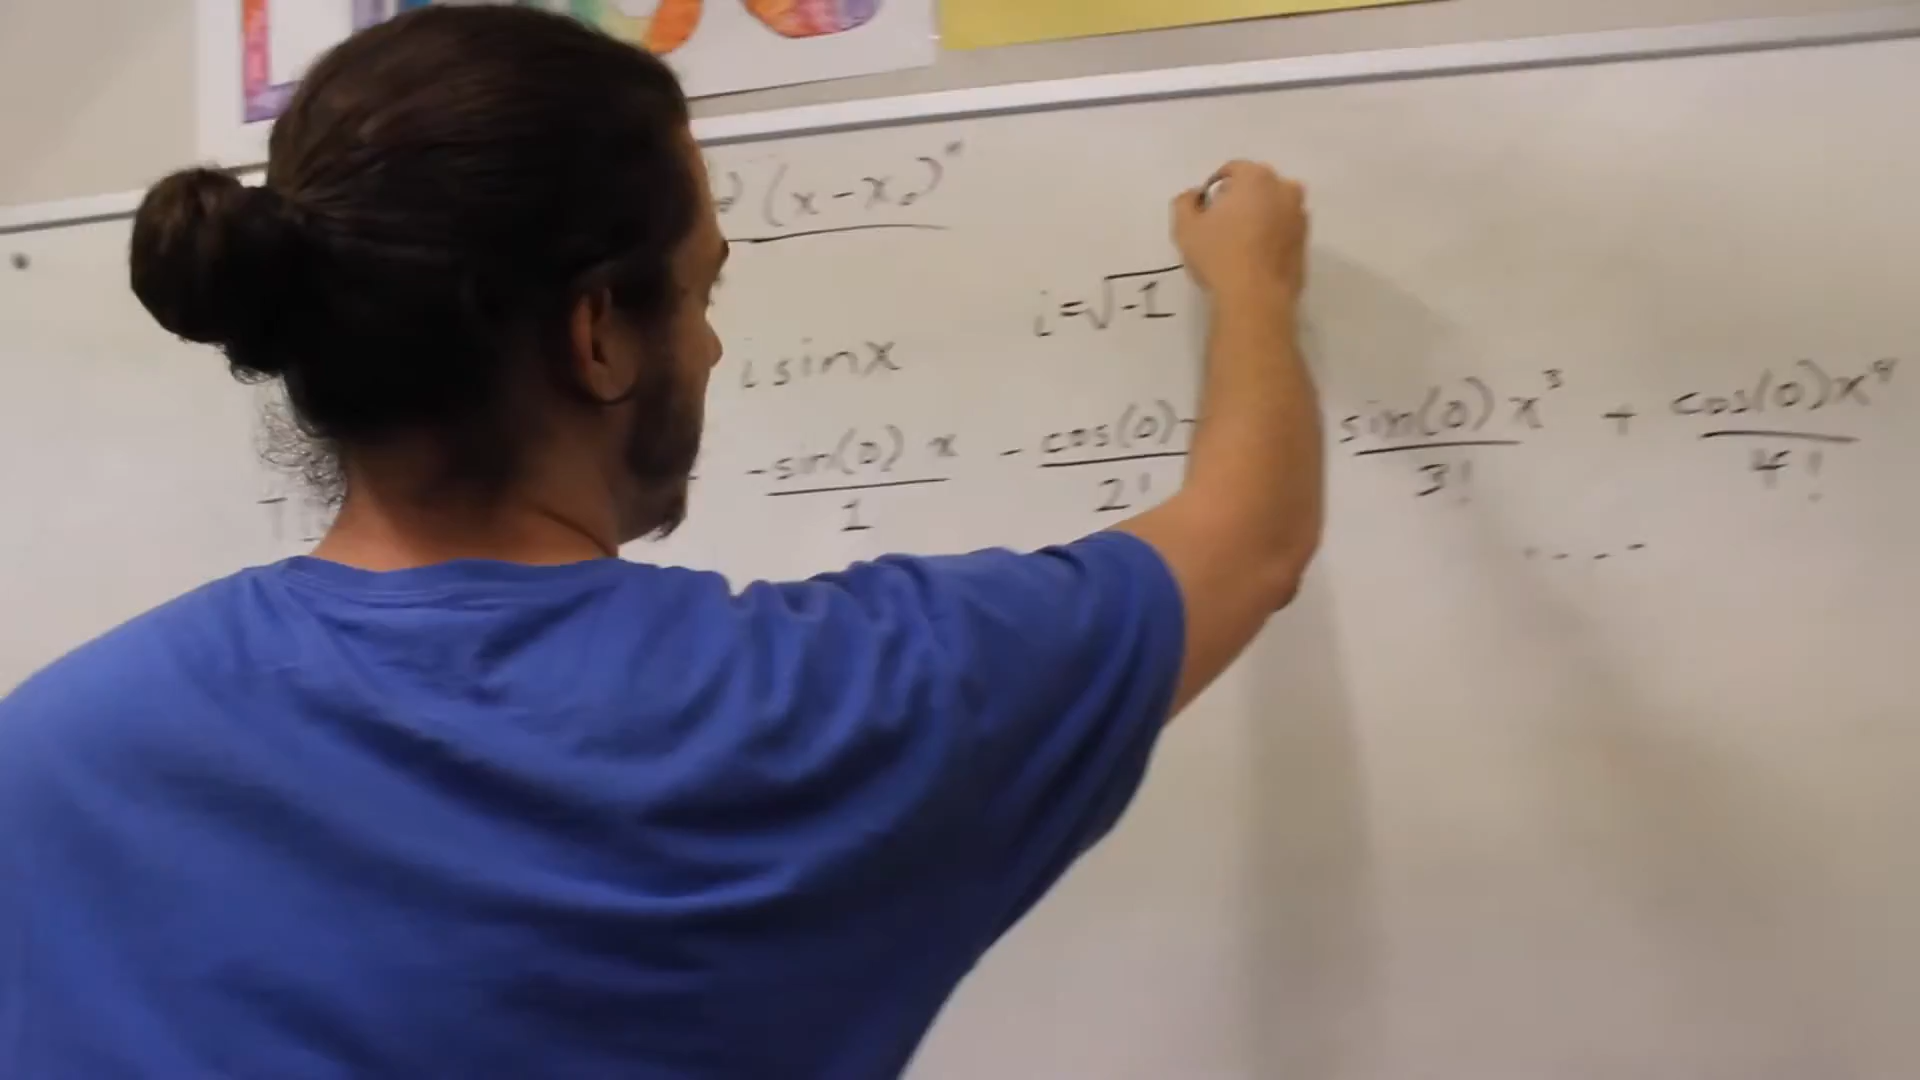 (x-x₀)ⁿ
i=√-1
i sinx
-sin(0) x / 1 - cos(0) / 2! sin(0) x³ / 3! + cos(0)x⁴ / 4!
....